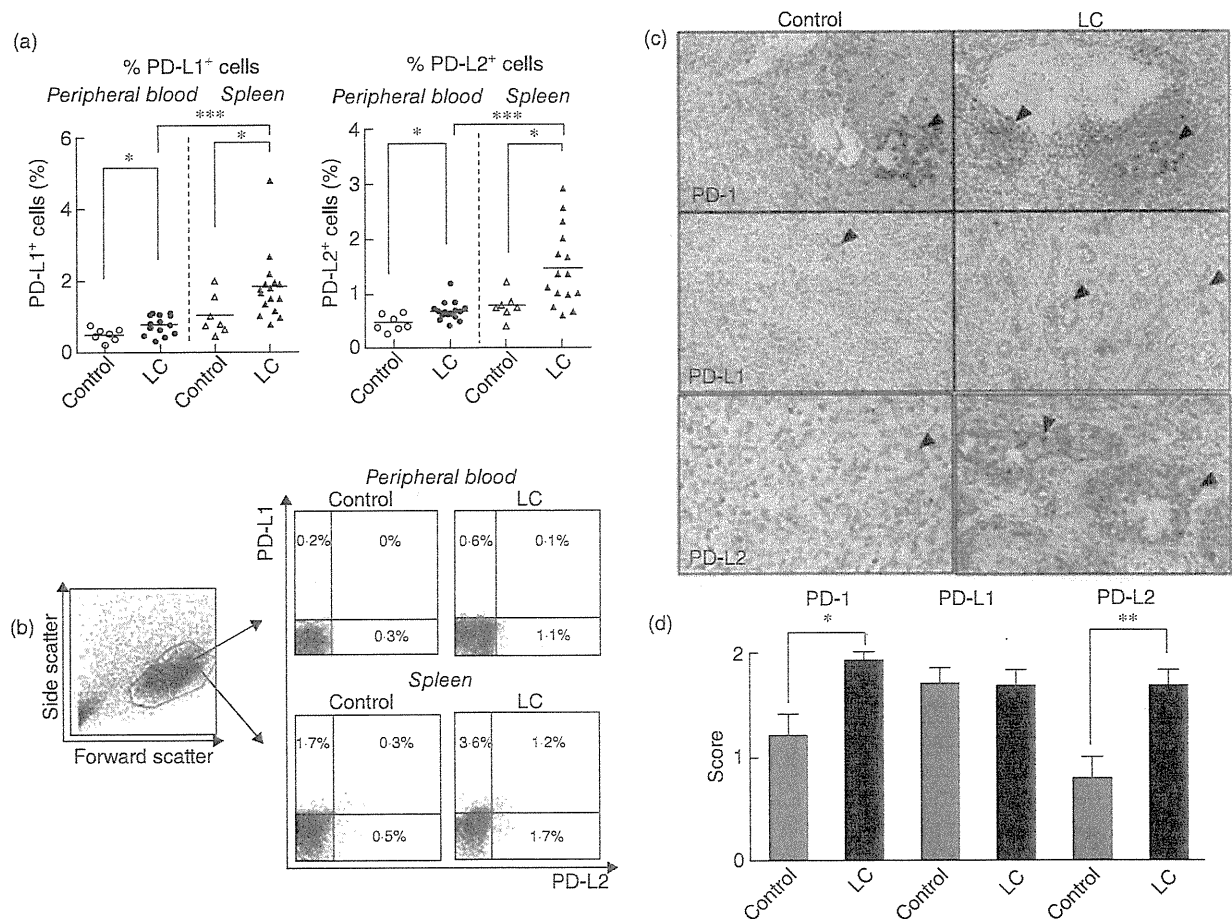 (a)
% PD-L1+ cells
Peripheral blood Spleen
***
*
*
6
4
2
0
PD-L1+ cells (%)
Control
LC
Control
LC
% PD-L2+ cells
Peripheral blood Spleen
***
*
*
4
3
2
1
0
PD-L2+ cells (%)
Control
LC
Control
LC
(b)
Side scatter
Forward scatter
PD-L1
Peripheral blood
Control LC
0·2% 0%
0·3%
0·6% 0·1%
1·1%
Spleen
Control LC
1·7% 0·3%
0·5%
3·6% 1·2%
1·7%
PD-L2
(c)
Control LC
PD-1
PD-L1
PD-L2
(d)
PD-1 PD-L1 PD-L2
* **
2
1
0
Score
Control
LC
Control
LC
Control
LC